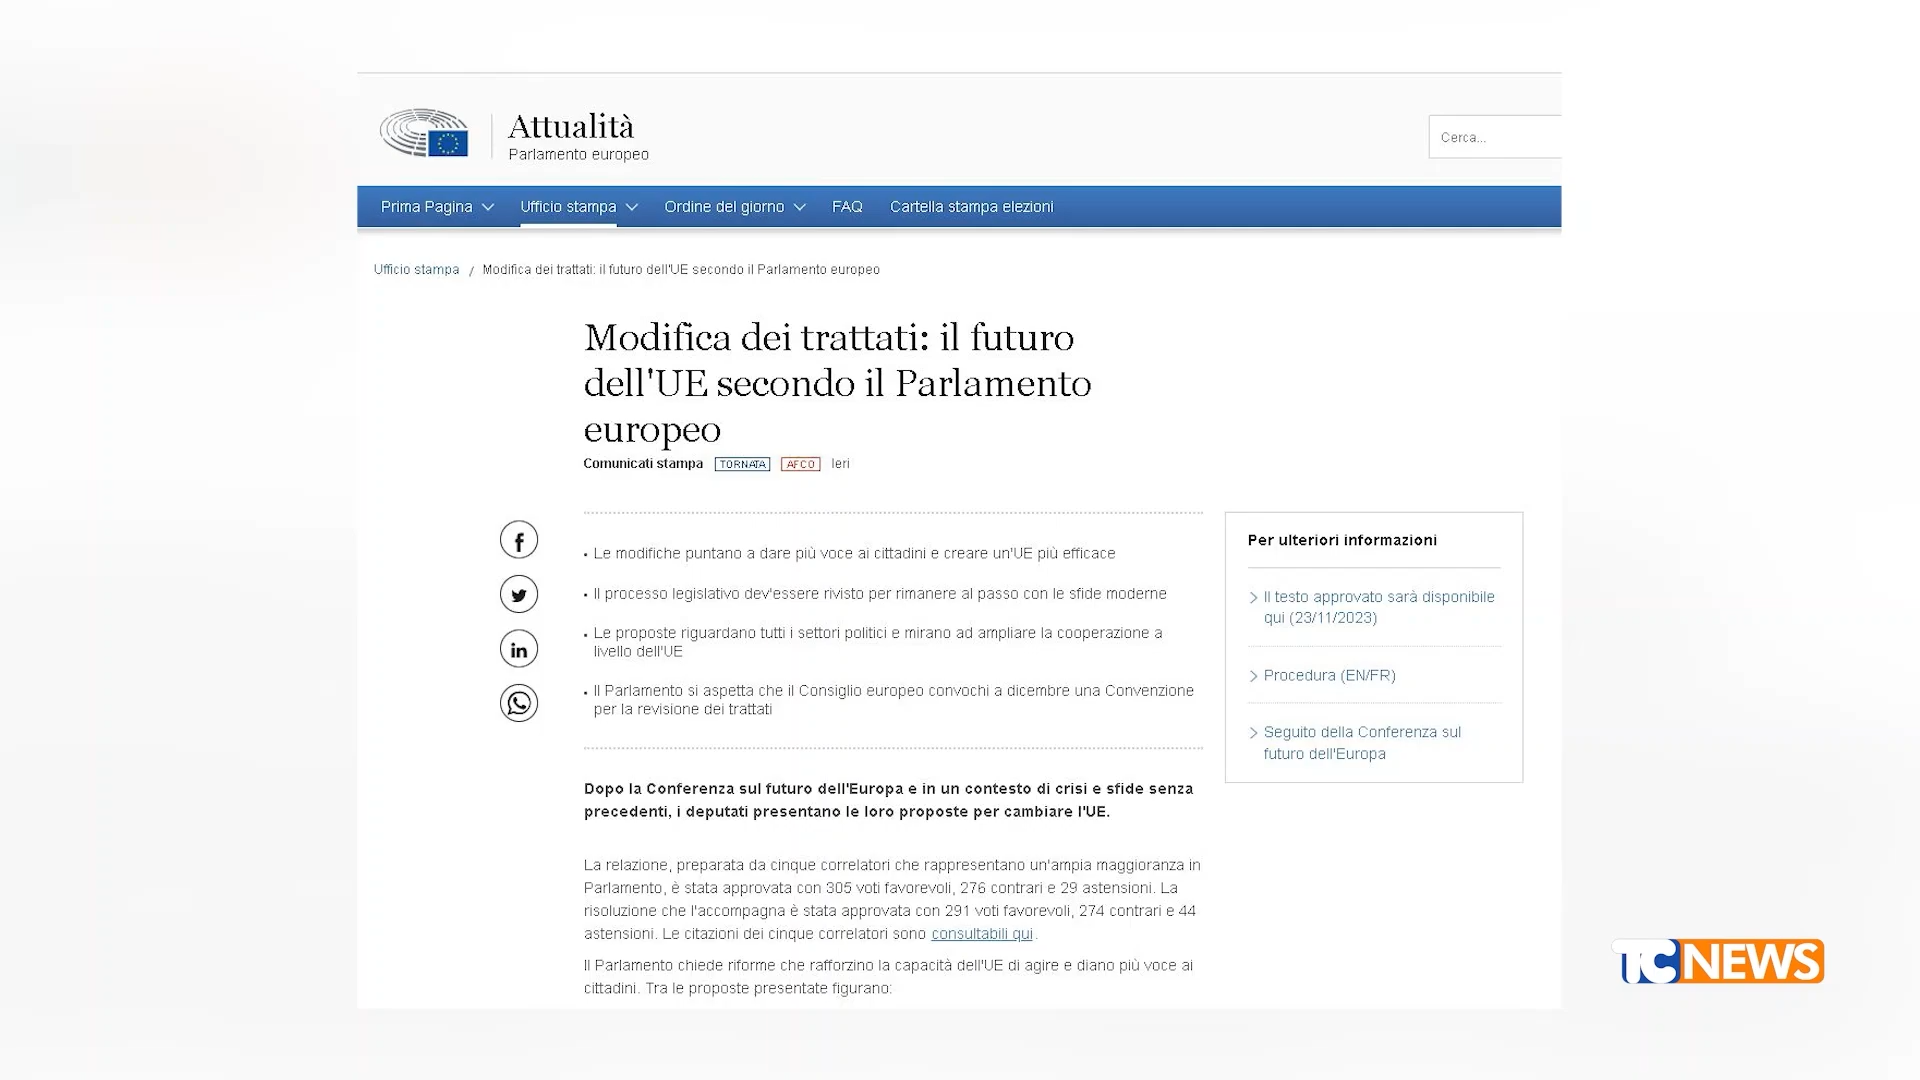 Attualità
Parlamento europeo
Cerca...
Prima Pagina
Ufficio stampa
Ordine del giorno
FAQ
Cartella stampa elezioni
Ufficio stampa / Modifica dei trattati: il futuro dell'UE secondo il Parlamento europeo
Modifica dei trattati: il futuro
dell'UE secondo il Parlamento
europeo
Comunicati stampa TORNATA AFCO Ieri
• Le modifiche puntano a dare più voce ai cittadini e creare un'UE più efficace
• Il processo legislativo dev'essere rivisto per rimanere al passo con le sfide moderne
• Le proposte riguardano tutti i settori politici e mirano ad ampliare la cooperazione a
livello dell'UE
• Il Parlamento si aspetta che il Consiglio europeo convochi a dicembre una Convenzione
per la revisione dei trattati
Dopo la Conferenza sul futuro dell'Europa e in un contesto di crisi e sfide senza
precedenti, i deputati presentano le loro proposte per cambiare l'UE.
La relazione, preparata da cinque correlatori che rappresentano un'ampia maggioranza in
Parlamento, è stata approvata con 305 voti favorevoli, 276 contrari e 29 astensioni. La
risoluzione che l'accompagna è stata approvata con 291 voti favorevoli, 274 contrari e 44
astensioni. Le citazioni dei cinque correlatori sono consultabili qui.
Il Parlamento chiede riforme che rafforzino la capacità dell'UE di agire e diano più voce ai
cittadini. Tra le proposte presentate figurano:
Per ulteriori informazioni
Il testo approvato sarà disponibile
qui (23/11/2023)
Procedura (EN/FR)
Seguito della Conferenza sul
futuro dell'Europa
TC NEWS